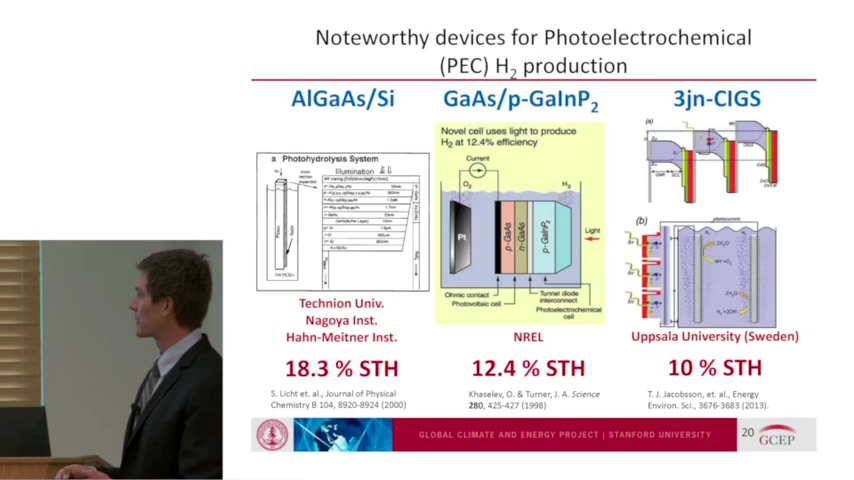 Noteworthy devices for Photoelectrochemical
(PEC) H₂ production
AlGaAs/Si
GaAs/p-GaInP₂
3jn-CIGS
a Photohydrolysis System
Illumination
Novel cell uses light to produce
H₂ at 12.4% efficiency
Current
O₂
H₂
Pt
p-GaAs
n-GaAs
p-GaInP₂
Light
Ohmic contact
Photovoltaic cell
Tunnel diode
interconnect
Photoelectrochemical
cell
(a)
(b)
photocurrent
2H₂O
Technion Univ.
Nagoya Inst.
Hahn-Meitner Inst.
NREL
Uppsala University (Sweden)
18.3 % STH
12.4 % STH
10 % STH
S. Licht et. al., Journal of Physical
Chemistry B 104, 8920-8924 (2000)
Khaselev, O. & Turner, J. A. Science
280, 425-427 (1998)
T. J. Jacobsson, et. al., Energy
Environ. Sci., 3676-3683 (2013).
GLOBAL CLIMATE AND ENERGY PROJECT | STANFORD UNIVERSITY
20
GCEP